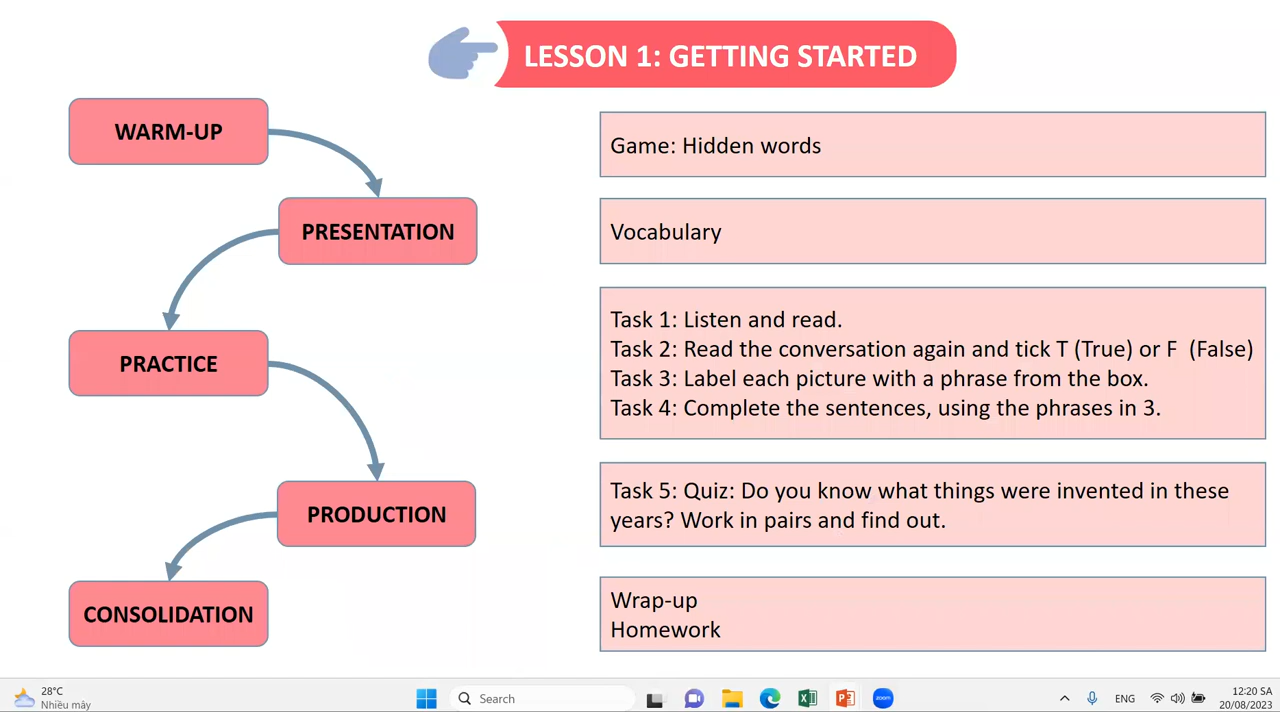 LESSON 1: GETTING STARTED
WARM-UP
Game: Hidden words
PRESENTATION
Vocabulary
PRACTICE
Task 1: Listen and read.
Task 2: Read the conversation again and tick T (True) or F (False)
Task 3: Label each picture with a phrase from the box.
Task 4: Complete the sentences, using the phrases in 3.
PRODUCTION
Task 5: Quiz: Do you know what things were invented in these
years? Work in pairs and find out.
CONSOLIDATION
Wrap-up
Homework
28°C
Nhiều mây
Search
zoom
ENG
12:20 SA
20/08/2023